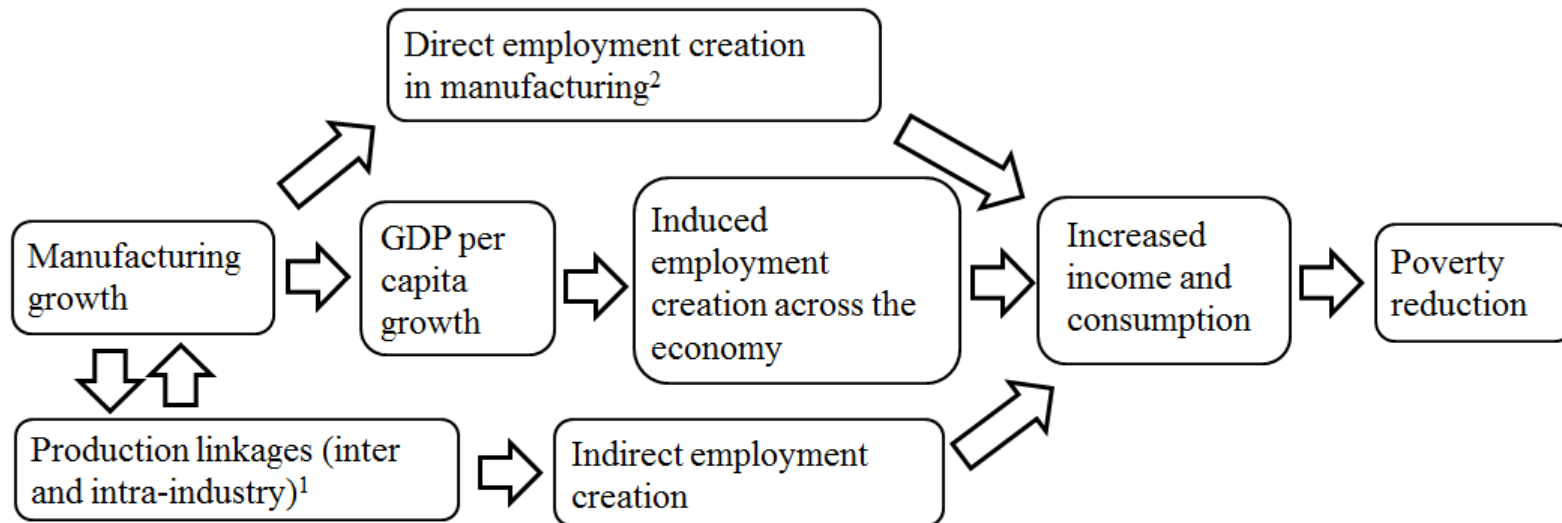 Direct employment creation
in manufacturing²
Manufacturing
growth
GDP per
capita
growth
Induced
employment
creation across the
economy
Increased
income and
consumption
Poverty
reduction
Production linkages (inter
and intra-industry)¹
Indirect employment
creation